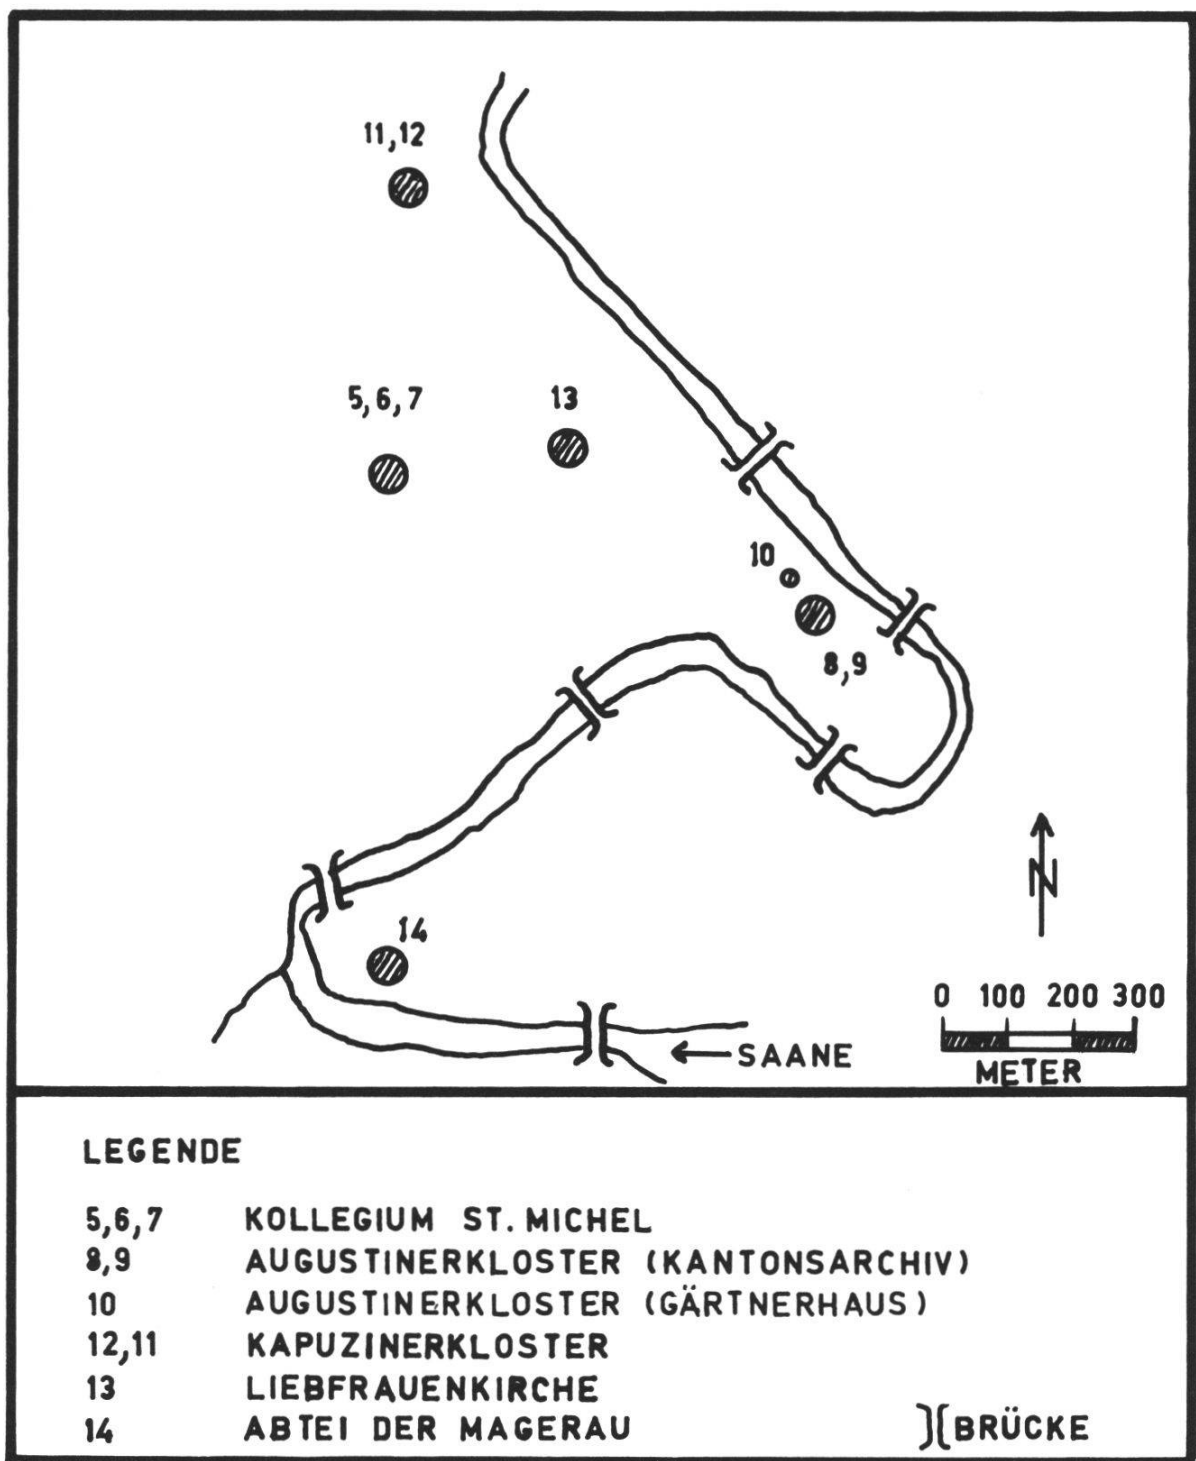 11,12
5,6,7
13
10
8,9
14
N
0 100 200 300
METER
SAANE
LEGENDE
5,6,7 KOLLEGIUM ST. MICHEL
8,9 AUGUSTINERKLOSTER (KANTONSARCHIV)
10 AUGUSTINERKLOSTER (GÄRTNERHAUS)
12,11 KAPUZINERKLOSTER
13 LIEBFRAUENKIRCHE
14 ABTEI DER MAGERAU
BRÜCKE